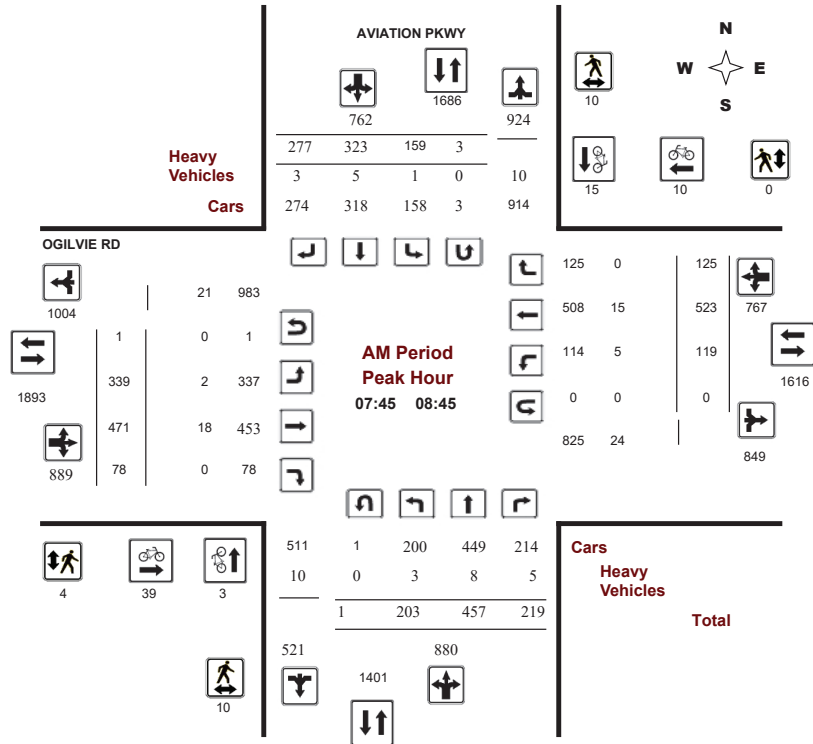 AVIATION PKWY
N
W E
S
1686
10
762
924
277 323 159 3
Heavy
Vehicles
3 5 1 0 10
15 10 0
Cars
274 318 158 3 914
OGILVIE RD
125 0 125
1004
21 983
508 15 523 767
1 0 1
AM Period
Peak Hour
07:45 08:45
114 5 119
1616
339 2 337
1893
0 0 0
471 18 453
825 24
849
889
78 0 78
511 1 200 449 214
Cars
10 0 3 8 5
Heavy
Vehicles
4 39 3
1 203 457 219
Total
521 880
1401
10